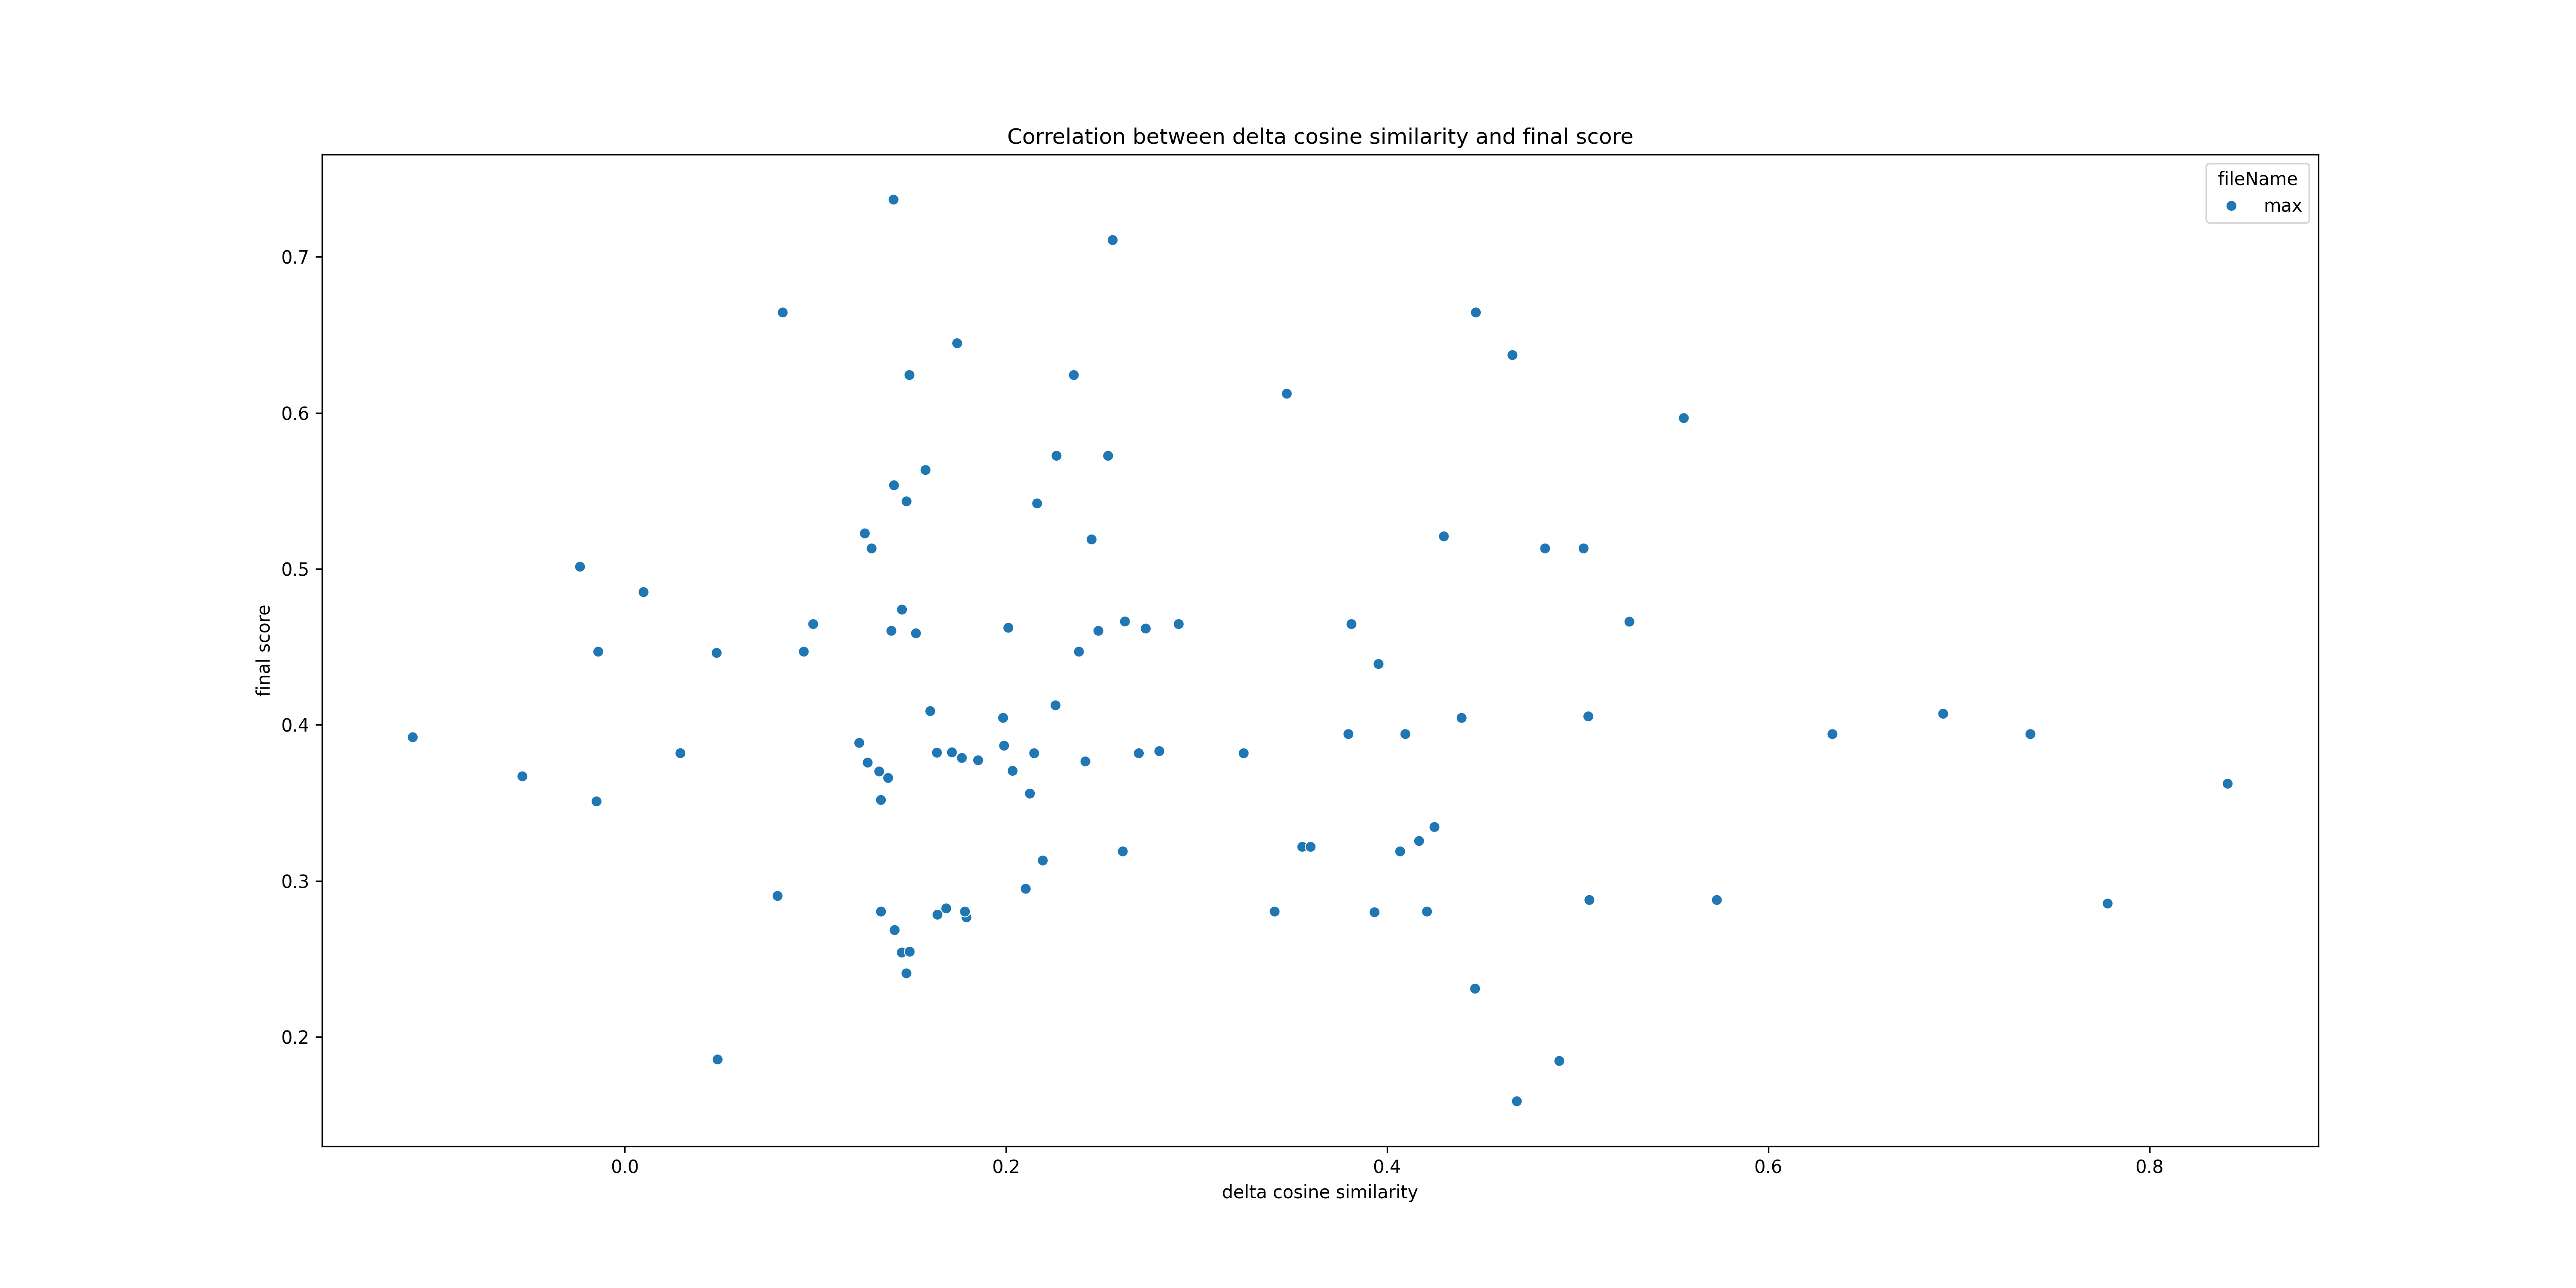 Correlation between delta cosine similarity and final score
fileName
max
final score
0.7
0.6
0.5
0.4
0.3
0.2
0.0
0.2
0.4
0.6
0.8
delta cosine similarity